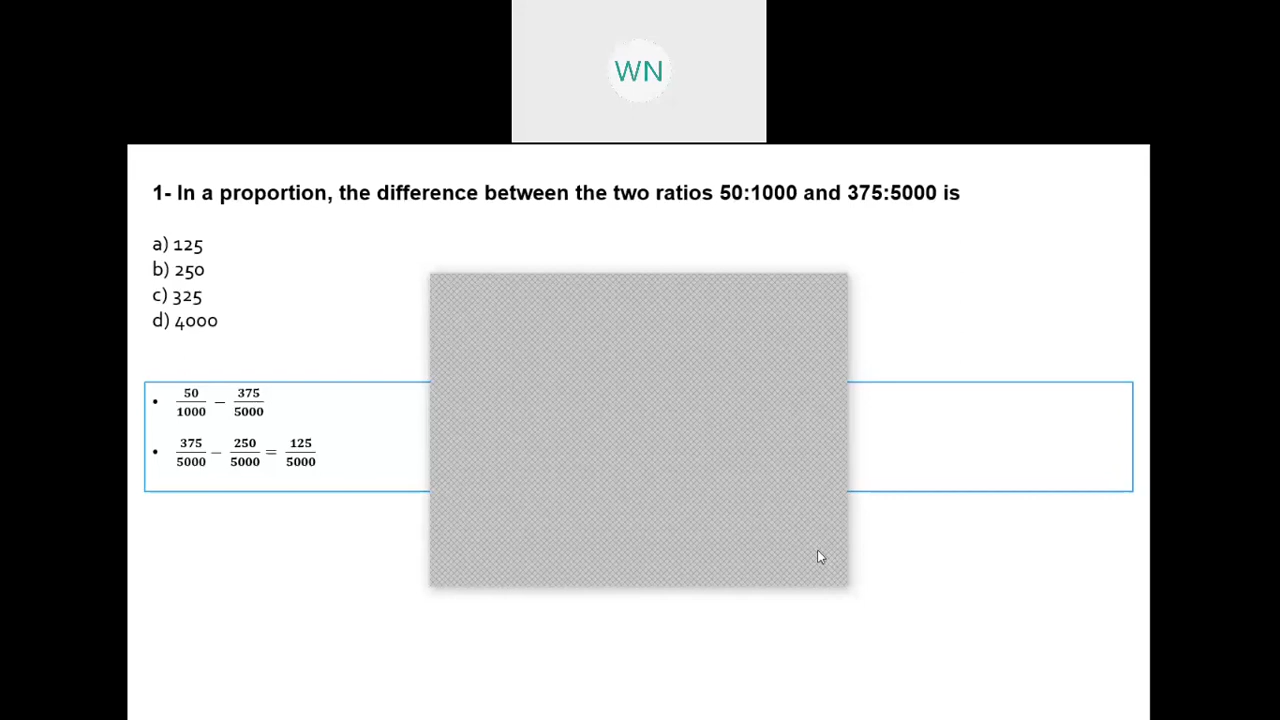 WN
1- In a proportion, the difference between the two ratios 50:1000 and 375:5000 is
a) 125
b) 250
c) 325
d) 4000
• 50/1000 − 375/5000
• 375/5000 − 250/5000 = 125/5000